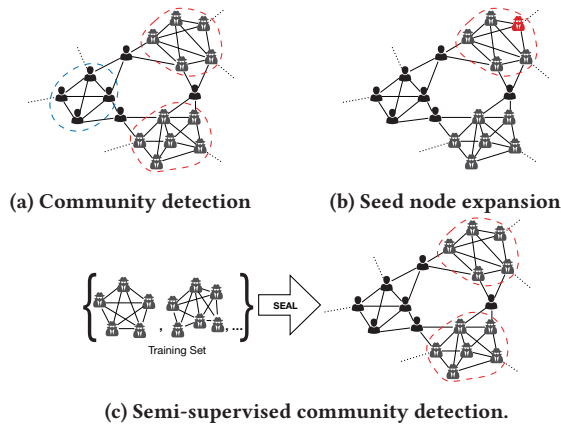 (a) Community detection
(b) Seed node expansion
{ , , ... }
SEAL
Training Set
(c) Semi-supervised community detection.